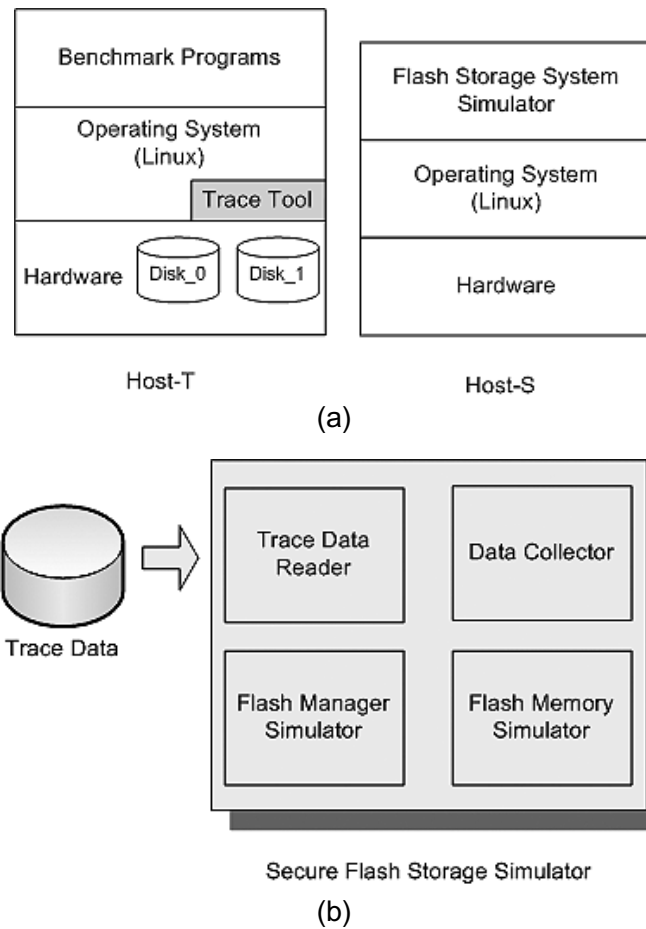 Benchmark Programs
Operating System
(Linux)
Trace Tool
Hardware
Disk_0
Disk_1
Host-T
Flash Storage System
Simulator
Operating System
(Linux)
Hardware
Host-S
(a)
Trace Data
Trace Data
Reader
Data Collector
Flash Manager
Simulator
Flash Memory
Simulator
Secure Flash Storage Simulator
(b)